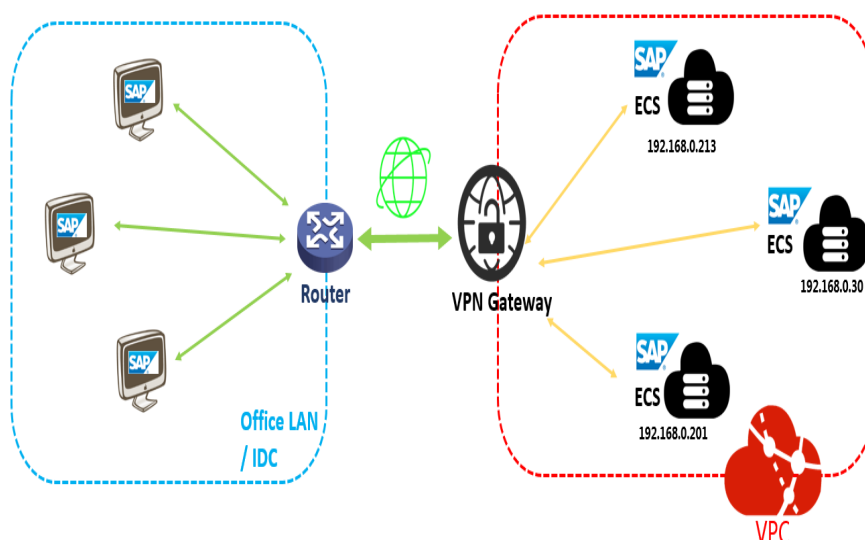 SAP
SAP
SAP
Office LAN
/ IDC
Router
VPN Gateway
SAP
ECS
192.168.0.213
SAP
ECS
192.168.0.30
SAP
ECS
192.168.0.201
VPC